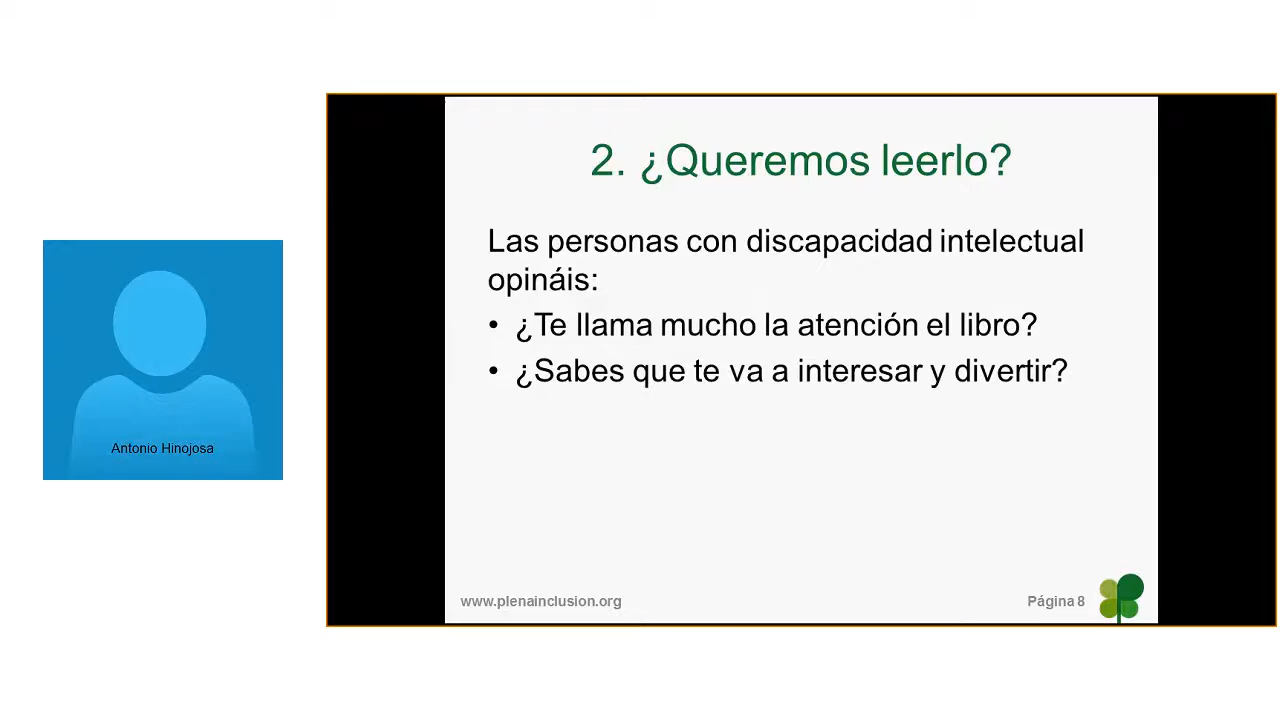 2. ¿Queremos leerlo?
Las personas con discapacidad intelectual
opináis:
• ¿Te llama mucho la atención el libro?
• ¿Sabes que te va a interesar y divertir?
Antonio Hinojosa
www.plenainclusion.org
Página 8